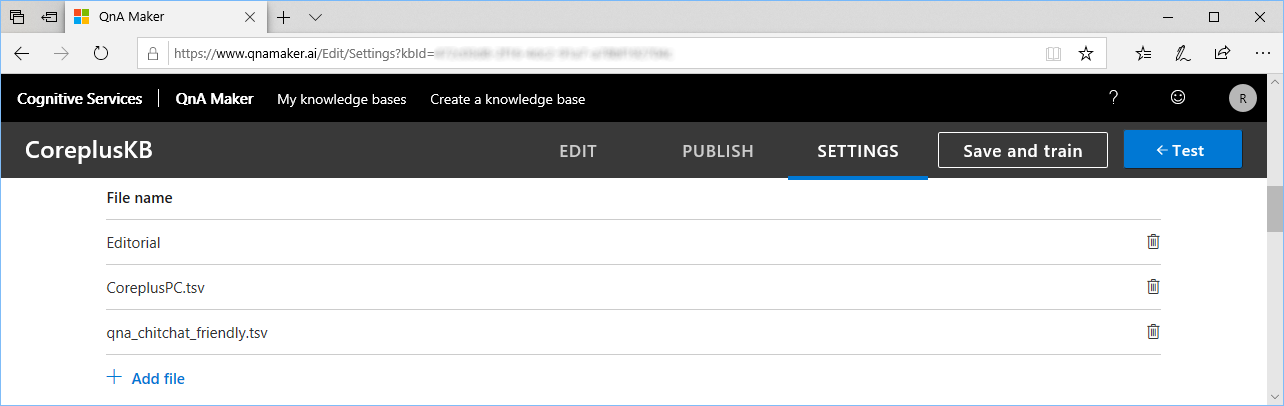 QnA Maker
https://www.qnamaker.ai/Edit/Settings?kbId=
Cognitive Services QnA Maker My knowledge bases Create a knowledge base ? R
CoreplusKB EDIT PUBLISH SETTINGS Save and train ← Test
File name
Editorial
CoreplusPC.tsv
qna_chitchat_friendly.tsv
+ Add file